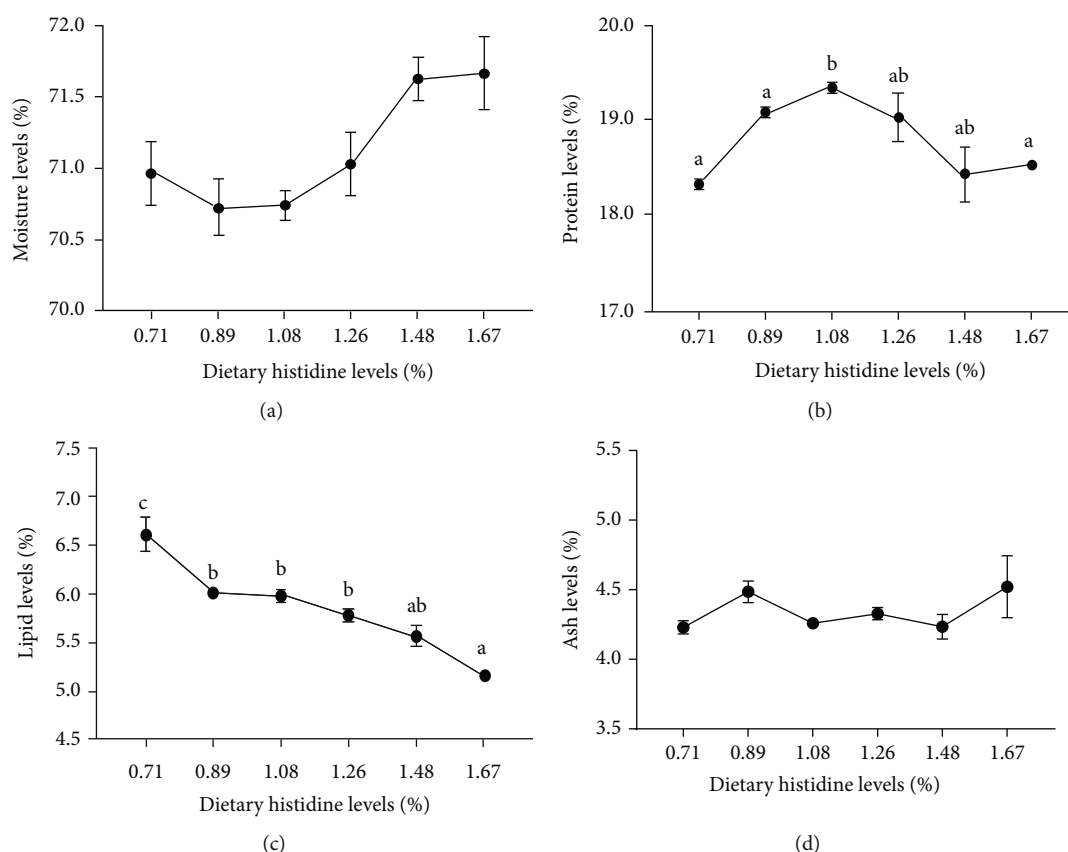 72.0
71.5
71.0
70.5
70.0
Moisture levels (%)
0.71 0.89 1.08 1.26 1.48 1.67
Dietary histidine levels (%)
(a)
20.0
19.0
18.0
17.0
Protein levels (%)
a a b ab ab a
0.71 0.89 1.08 1.26 1.48 1.67
Dietary histidine levels (%)
(b)
7.5
7.0
6.5
6.0
5.5
5.0
4.5
Lipid levels (%)
c b b b ab a
0.71 0.89 1.08 1.26 1.48 1.67
Dietary histidine levels (%)
(c)
5.5
5.0
4.5
4.0
3.5
Ash levels (%)
0.71 0.89 1.08 1.26 1.48 1.67
Dietary histidine levels (%)
(d)